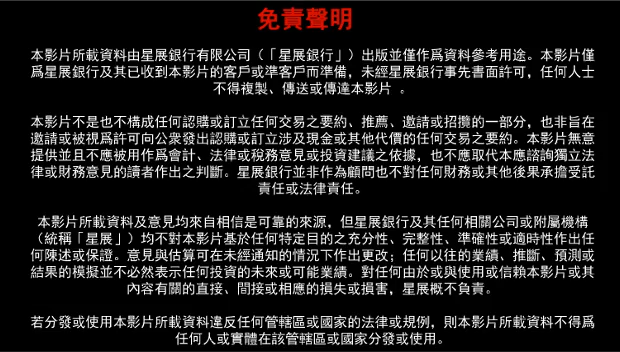 免責聲明
本影片所載資料由星展銀行有限公司（「星展銀行」）出版並僅作爲資料參考用途。本影片僅
爲星展銀行及其已收到本影片的客戶或準客戶而準備，未經星展銀行事先書面許可，任何人士
不得複製、傳送或傳達本影片 。
本影片不是也不構成任何認購或訂立任何交易之要約、推薦、邀請或招攬的一部分，也非旨在
邀請或被視爲許可向公衆發出認購或訂立涉及現金或其他代價的任何交易之要約。本影片無意
提供並且不應被用作爲會計、法律或稅務意見或投資建議之依據，也不應取代本應諮詢獨立法
律或財務意見的讀者作出之判斷。星展銀行並非作為顧問也不對任何財務或其他後果承擔受託
責任或法律責任。
本影片所載資料及意見均來自相信是可靠的來源，但星展銀行及其任何相關公司或附屬機構
（統稱「星展」）均不對本影片基於任何特定目的之充分性、完整性、準確性或適時性作出任
何陳述或保證。意見與估算可在未經通知的情況下作出更改；任何以往的業績、推斷、預測或
結果的模擬並不必然表示任何投資的未來或可能業績。對任何由於或與使用或信賴本影片或其
內容有關的直接、間接或相應的損失或損害，星展概不負責。
若分發或使用本影片所載資料違反任何管轄區或國家的法律或規例，則本影片所載資料不得爲
任何人或實體在該管轄區或國家分發或使用。